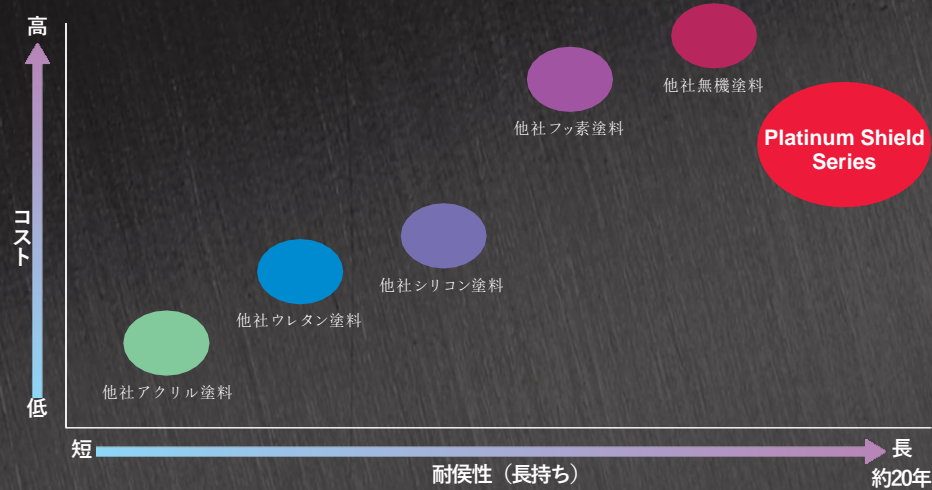 高
他社無機塗料
他社フッ素塗料
Platinum Shield
Series
コスト
他社シリコン塗料
他社ウレタン塗料
他社アクリル塗料
低
短
長
耐侯性（長持ち）
約20年